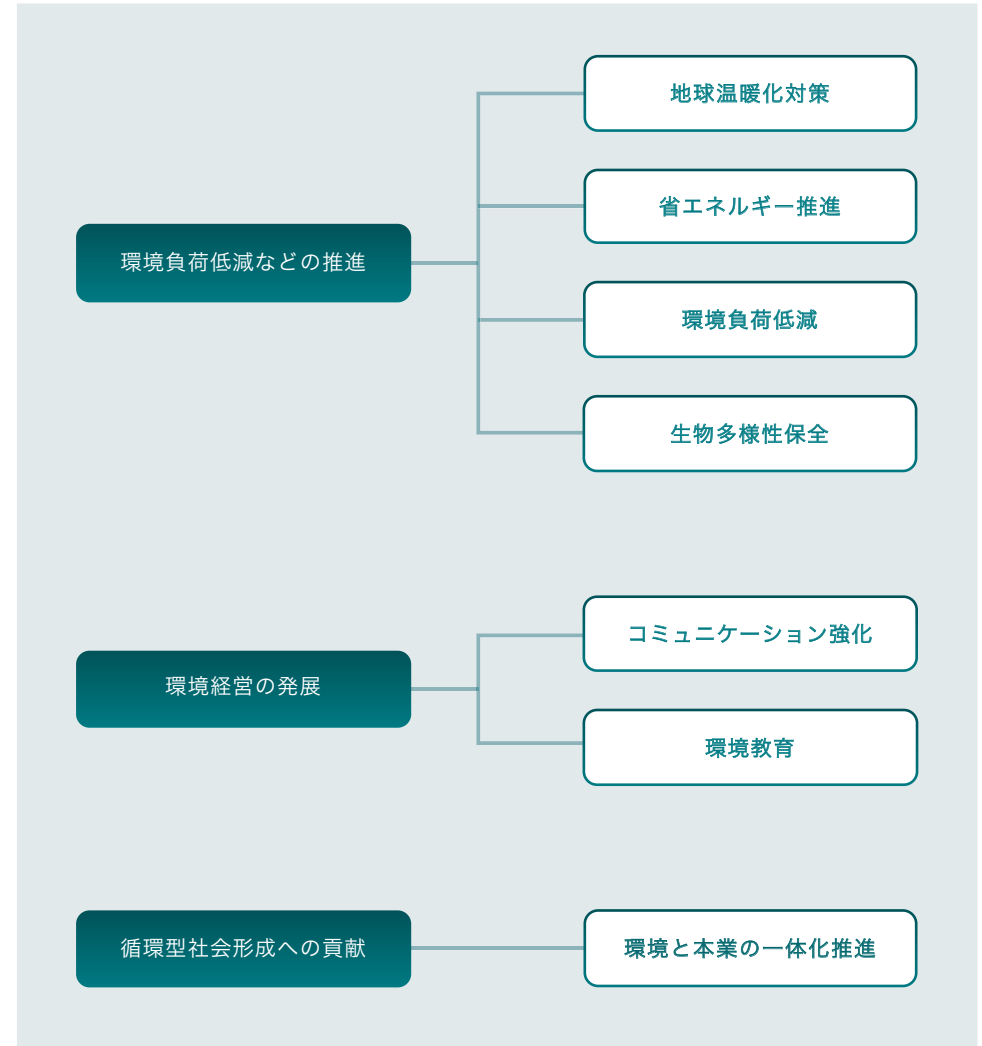 環境負荷低減などの推進
地球温暖化対策
省エネルギー推進
環境負荷低減
生物多様性保全
環境経営の発展
コミュニケーション強化
環境教育
循環型社会形成への貢献
環境と本業の一体化推進